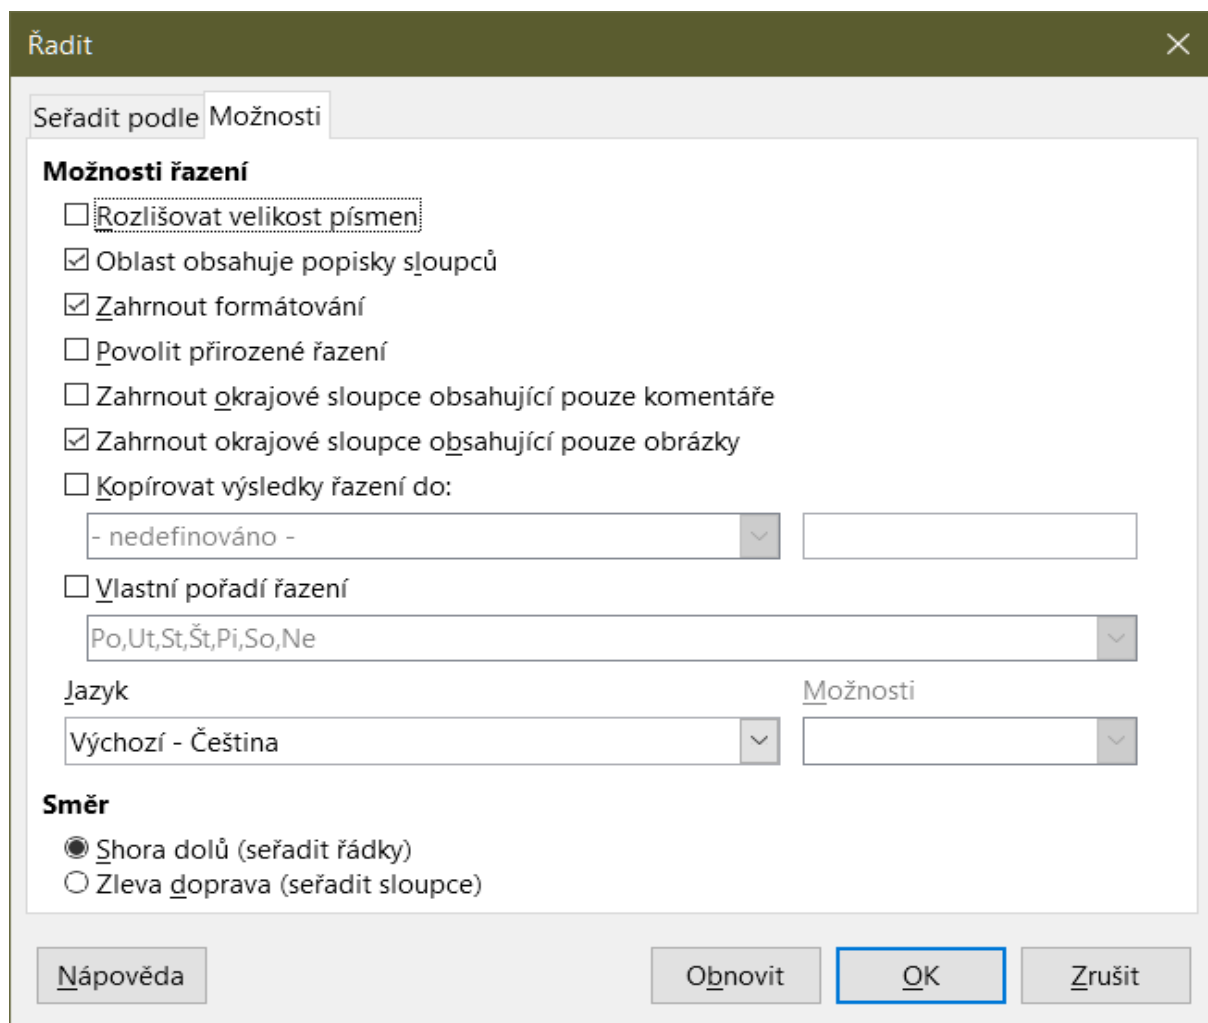 Řadit
Seřadit podle Možnosti
Možnosti řazení
Rozlišovat velikost písmen
Oblast obsahuje popisky sloupců
Zahrnout formátování
Povolit přirozené řazení
Zahrnout okrajové sloupce obsahující pouze komentáře
Zahrnout okrajové sloupce obsahující pouze obrázky
Kopírovat výsledky řazení do:
- nedefinováno -
Vlastní pořadí řazení
Po,Ut,St,Št,Pi,So,Ne
Jazyk Možnosti
Výchozí - Čeština
Směr
Shora dolů (seřadit řádky)
Zleva doprava (seřadit sloupce)
Nápověda Obnovit OK Zrušit